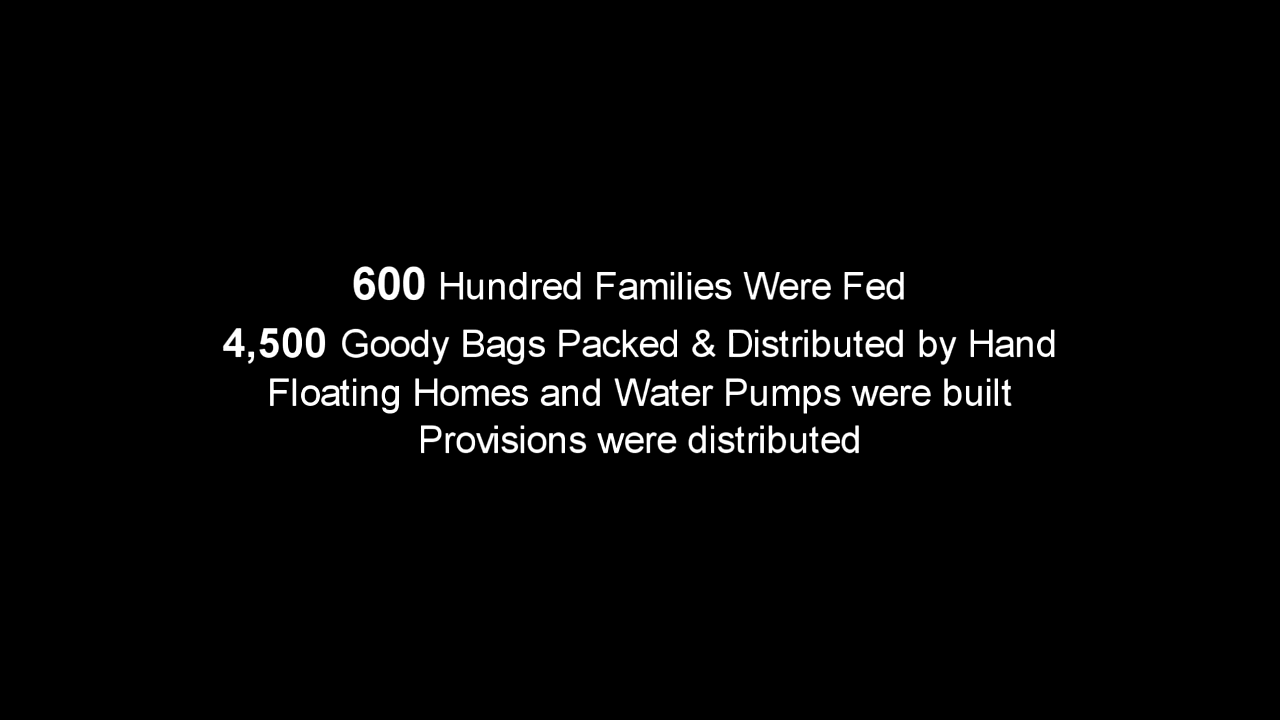 600 Hundred Families Were Fed
4,500 Goody Bags Packed & Distributed by Hand
Floating Homes and Water Pumps were built
Provisions were distributed